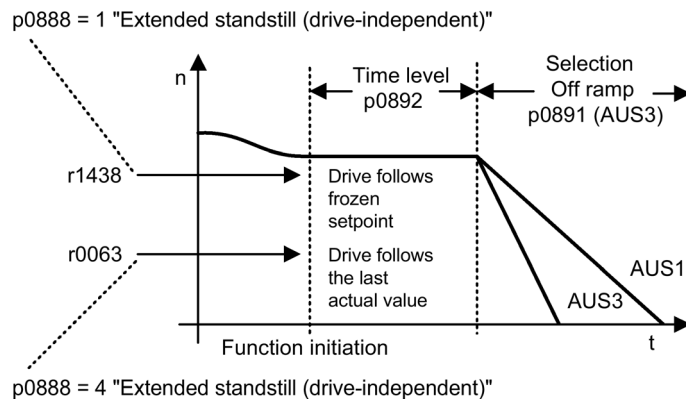 p0888 = 1 "Extended standstill (drive-independent)"
n
Time level
p0892
Selection
Off ramp
p0891 (AUS3)
r1438
Drive follows
frozen
setpoint
r0063
Drive follows
the last
actual value
AUS1
AUS3
Function initiation
t
p0888 = 4 "Extended standstill (drive-independent)"